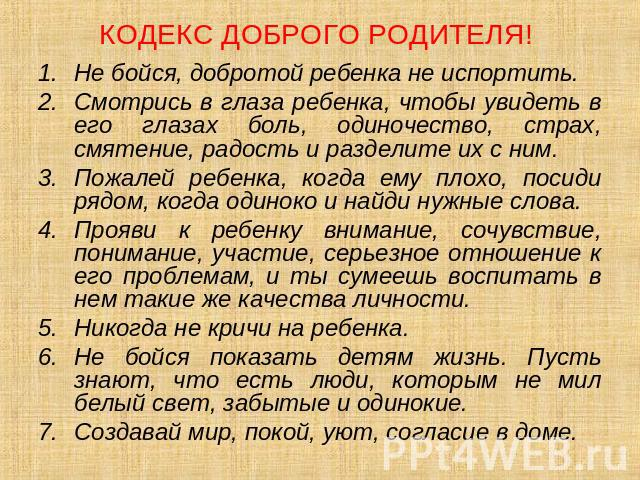 КОДЕКС ДОБРОГО РОДИТЕЛЯ!
1. Не бойся, добротой ребенка не испортить.
2. Смотрись в глаза ребенка, чтобы увидеть в
его глазах боль, одиночество, страх,
смятение, радость и разделите их с ним.
3. Пожалей ребенка, когда ему плохо, посиди
рядом, когда одиноко и найди нужные слова.
4. Прояви к ребенку внимание, сочувствие,
понимание, участие, серьезное отношение к
его проблемам, и ты сумеешь воспитать в
нем такие же качества личности.
5. Никогда не кричи на ребенка.
6. Не бойся показать детям жизнь. Пусть
знают, что есть люди, которым не мил
белый свет, забытые и одинокие.
7. Создавай мир, покой, уют, согласие в доме.
PPt4WEB.ru